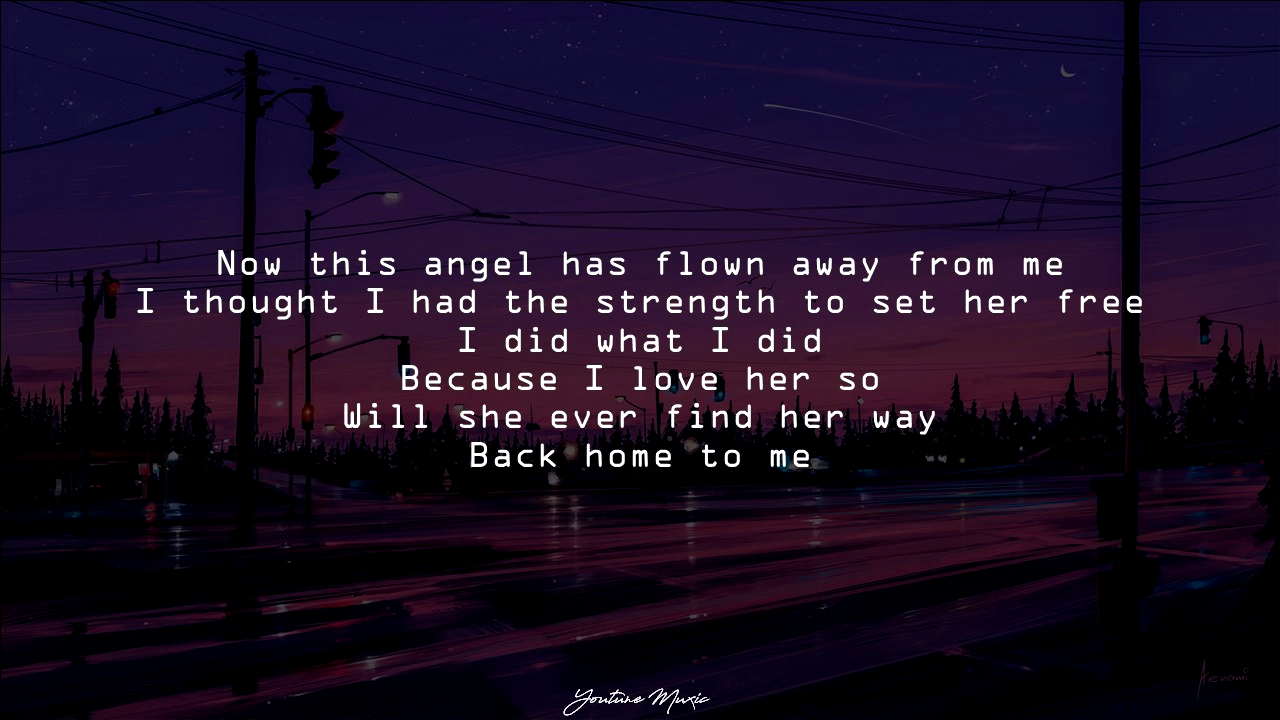 Now this angel has flown away from me
I thought I had the strength to set her free
I did what I did
Because I love her so
Will she ever find her way
Back home to me
Youtune Muxic
Aenami